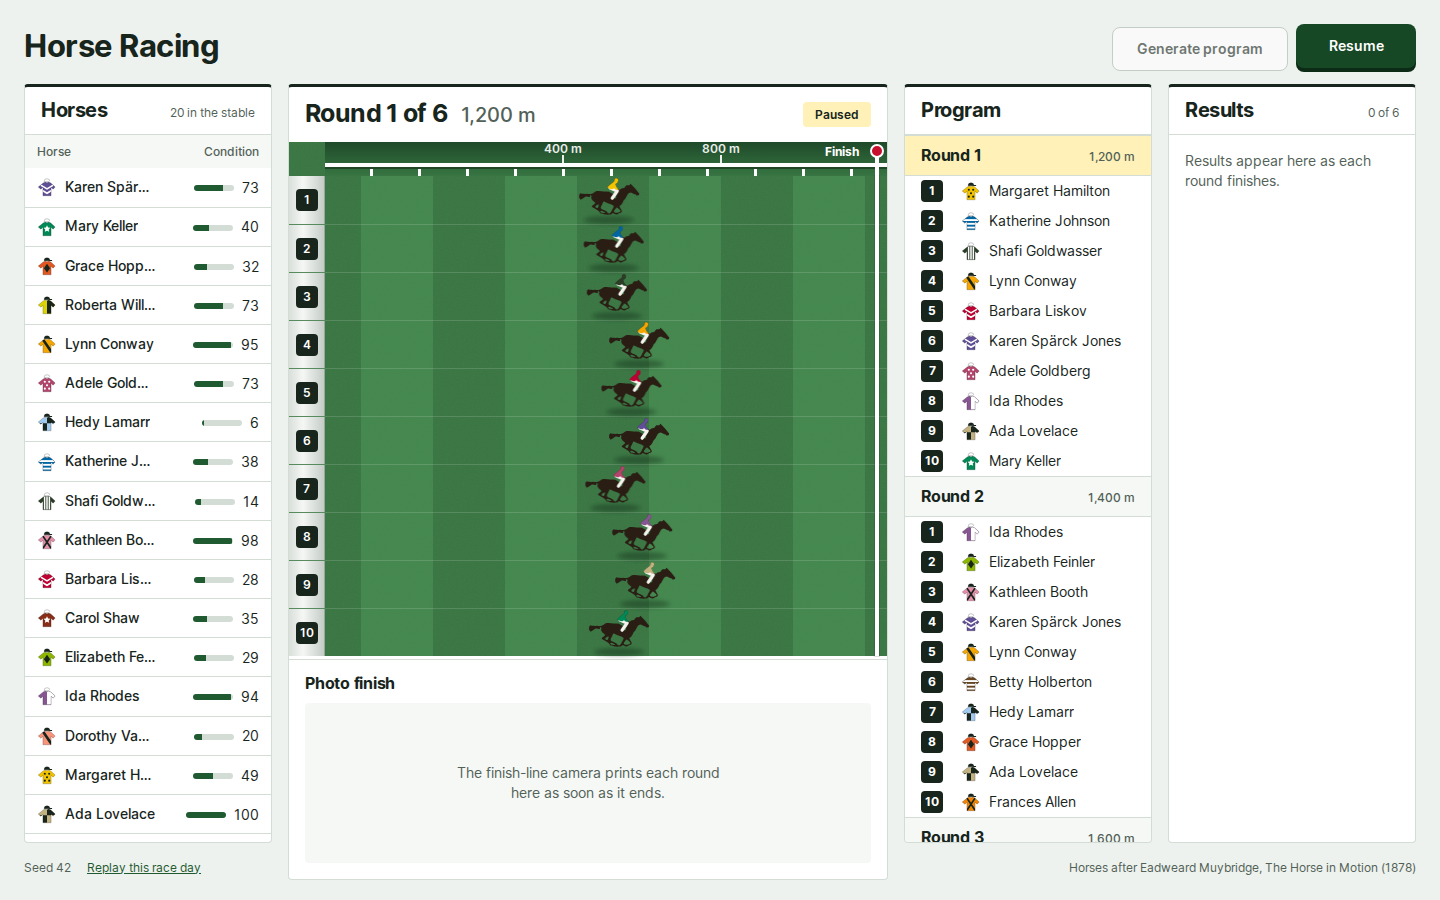 Horse Racing
Generate program
Resume
Horses
20 in the stable
Horse
Condition
Karen Spär...
73
Mary Keller
40
Grace Hopp...
32
Roberta Will...
73
Lynn Conway
95
Adele Gold...
73
Hedy Lamarr
6
Katherine J...
38
Shafi Goldw...
14
Kathleen Bo...
98
Barbara Lis...
28
Carol Shaw
35
Elizabeth Fe...
29
Ida Rhodes
94
Dorothy Va...
20
Margaret H...
49
Ada Lovelace
100
Seed 42
Replay this race day
Round 1 of 6
1,200 m
Paused
400 m
800 m
Finish
1
2
3
4
5
6
7
8
9
10
Photo finish
The finish-line camera prints each round
here as soon as it ends.
Program
Round 1
1,200 m
1
Margaret Hamilton
2
Katherine Johnson
3
Shafi Goldwasser
4
Lynn Conway
5
Barbara Liskov
6
Karen Spärck Jones
7
Adele Goldberg
8
Ida Rhodes
9
Ada Lovelace
10
Mary Keller
Round 2
1,400 m
1
Ida Rhodes
2
Elizabeth Feinler
3
Kathleen Booth
4
Karen Spärck Jones
5
Lynn Conway
6
Betty Holberton
7
Hedy Lamarr
8
Grace Hopper
9
Ada Lovelace
10
Frances Allen
Round 3
1,600 m
Results
0 of 6
Results appear here as each
round finishes.
Horses after Eadweard Muybridge, The Horse in Motion (1878)